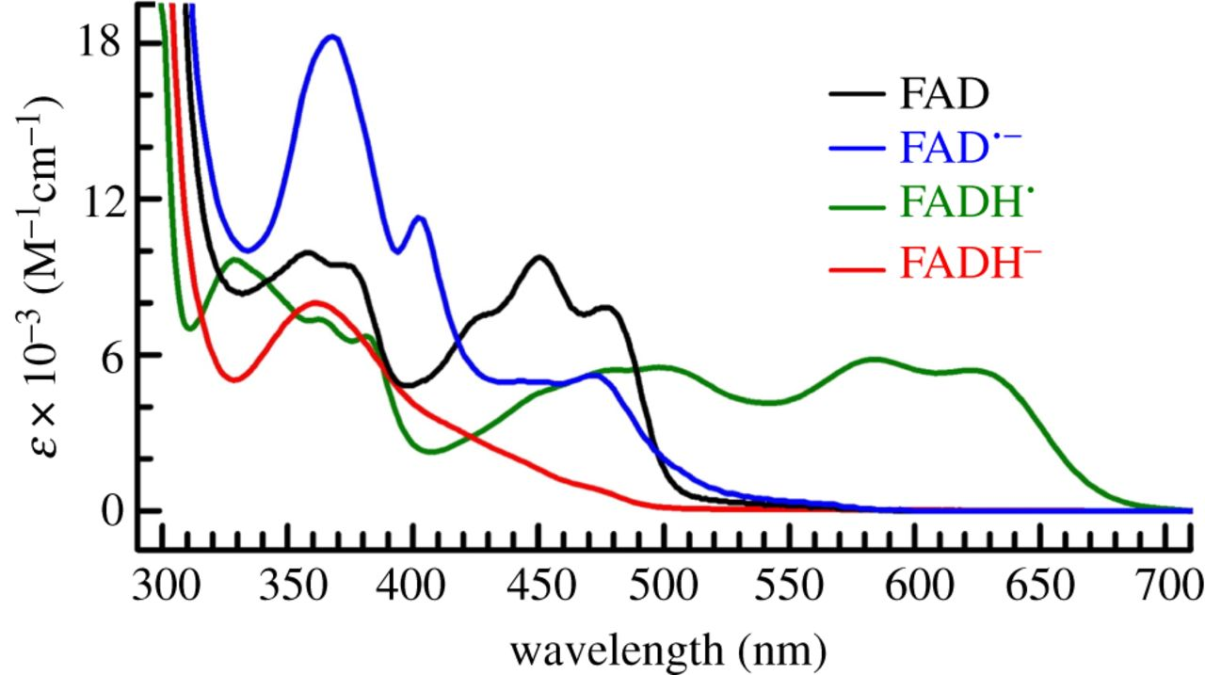 ε × 10⁻³ (M⁻¹cm⁻¹)
18
12
6
0
FAD
FAD•−
FADH•
FADH−
300 350 400 450 500 550 600 650 700
wavelength (nm)